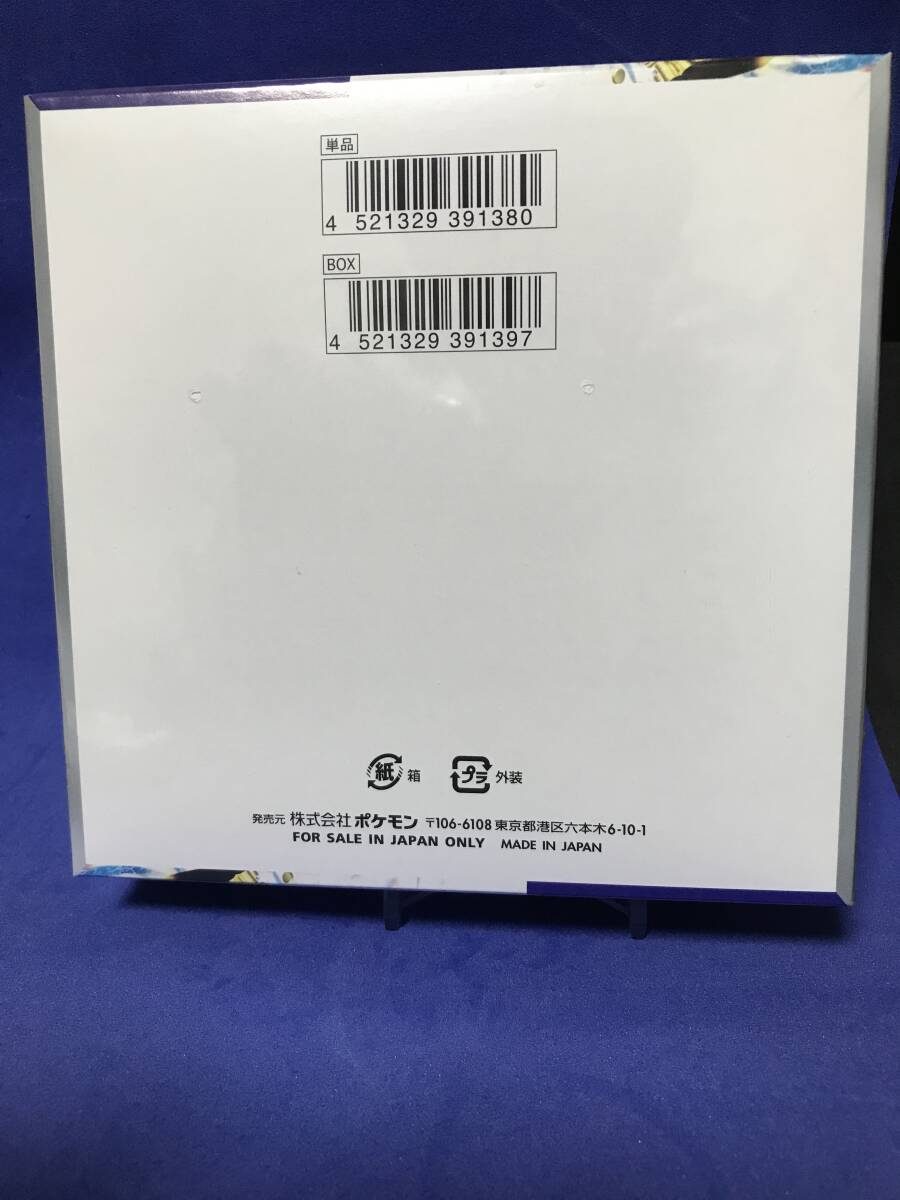 単品
4 521329 391380
BOX
4 521329 391397
紙 箱 プラ 外装
発売元 株式会社 ポケモン 〒106-6108 東京都港区六本木6-10-1
FOR SALE IN JAPAN ONLY MADE IN JAPAN